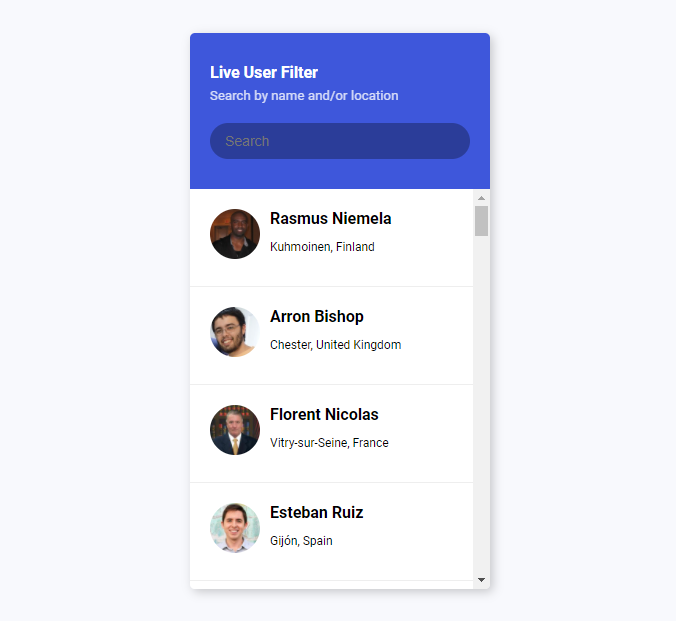 Live User Filter
Search by name and/or location
Search
Rasmus Niemela
Kuhmoinen, Finland
Arron Bishop
Chester, United Kingdom
Florent Nicolas
Vitry-sur-Seine, France
Esteban Ruiz
Gijón, Spain